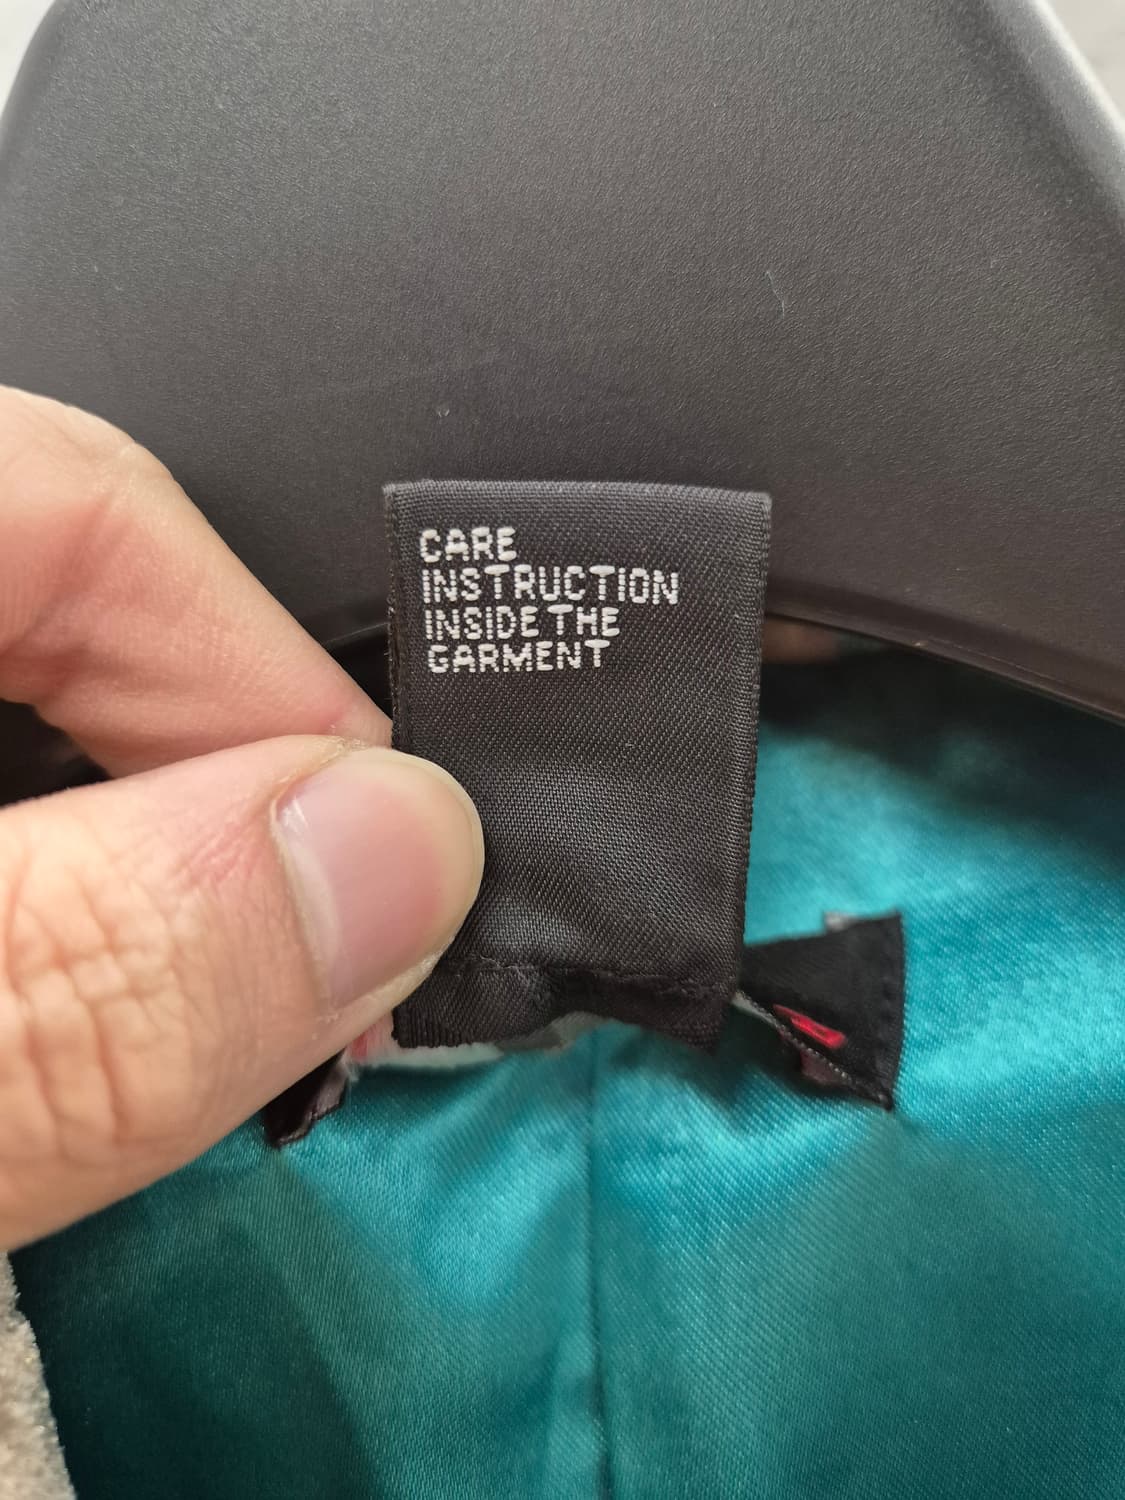 CARE
INSTRUCTION
INSIDE THE
GARMENT